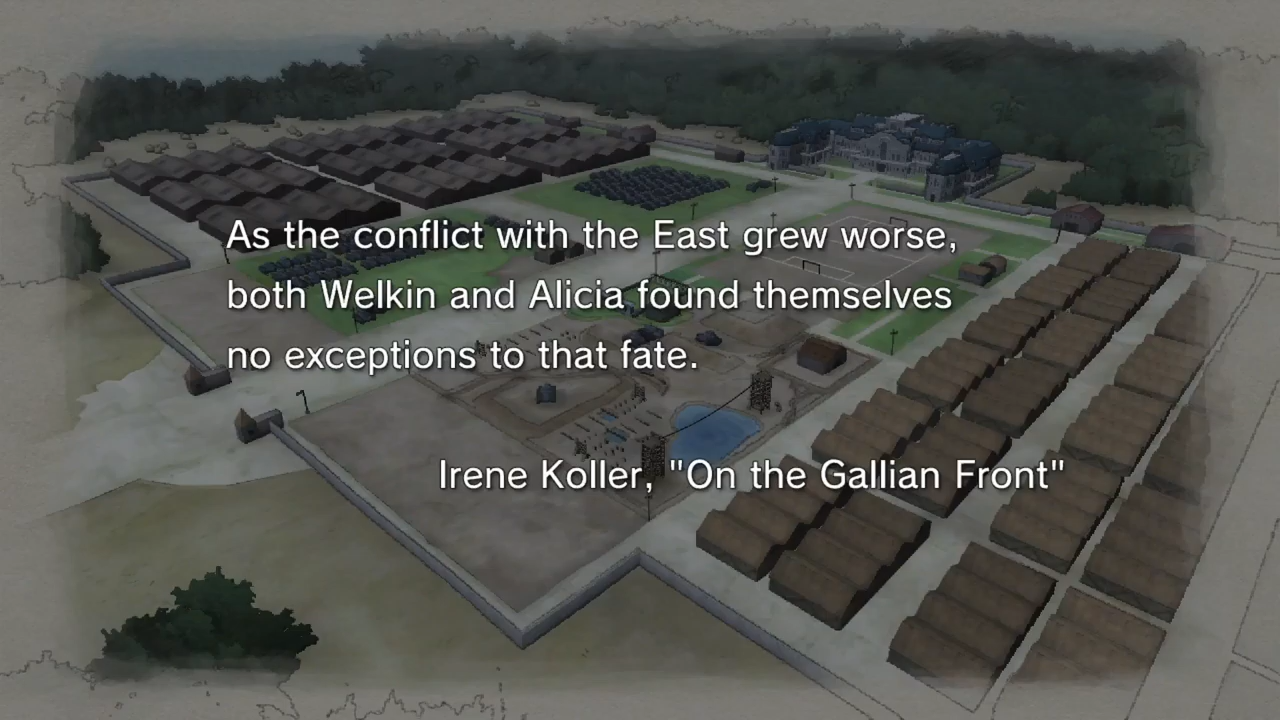 As the conflict with the East grew worse,
both Welkin and Alicia found themselves
no exceptions to that fate.
Irene Koller, "On the Gallian Front"